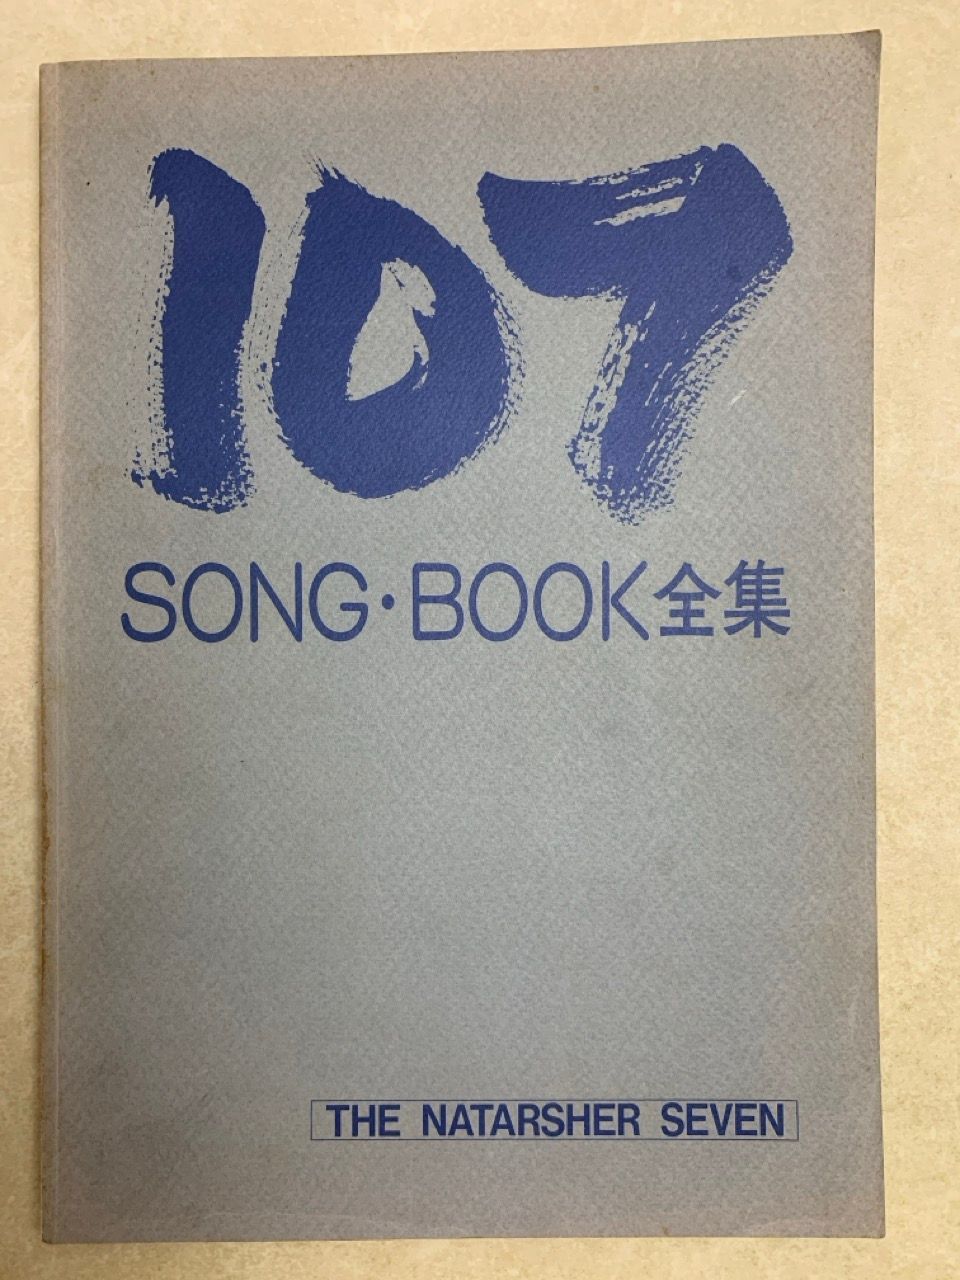 107
SONG・BOOK全集
THE NATARSHER SEVEN